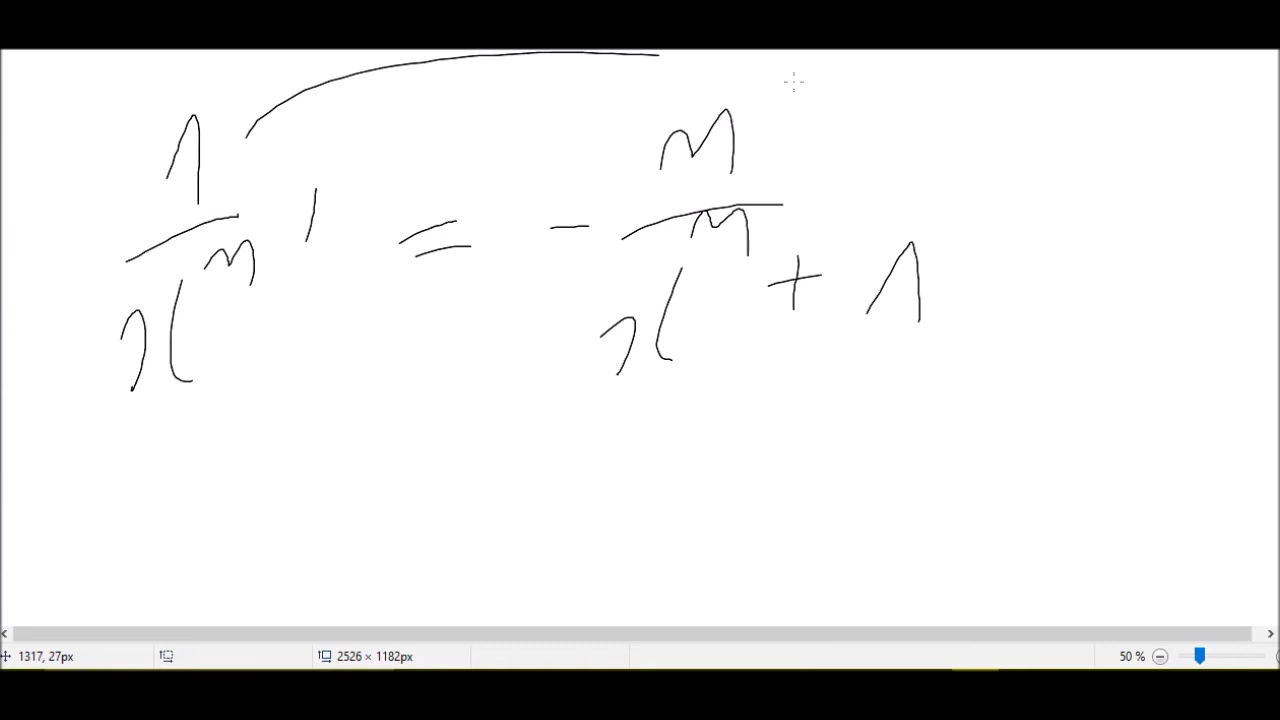 1/x^n ' = - n/x^n + 1
1317, 27px 2526 × 1182px 50 %